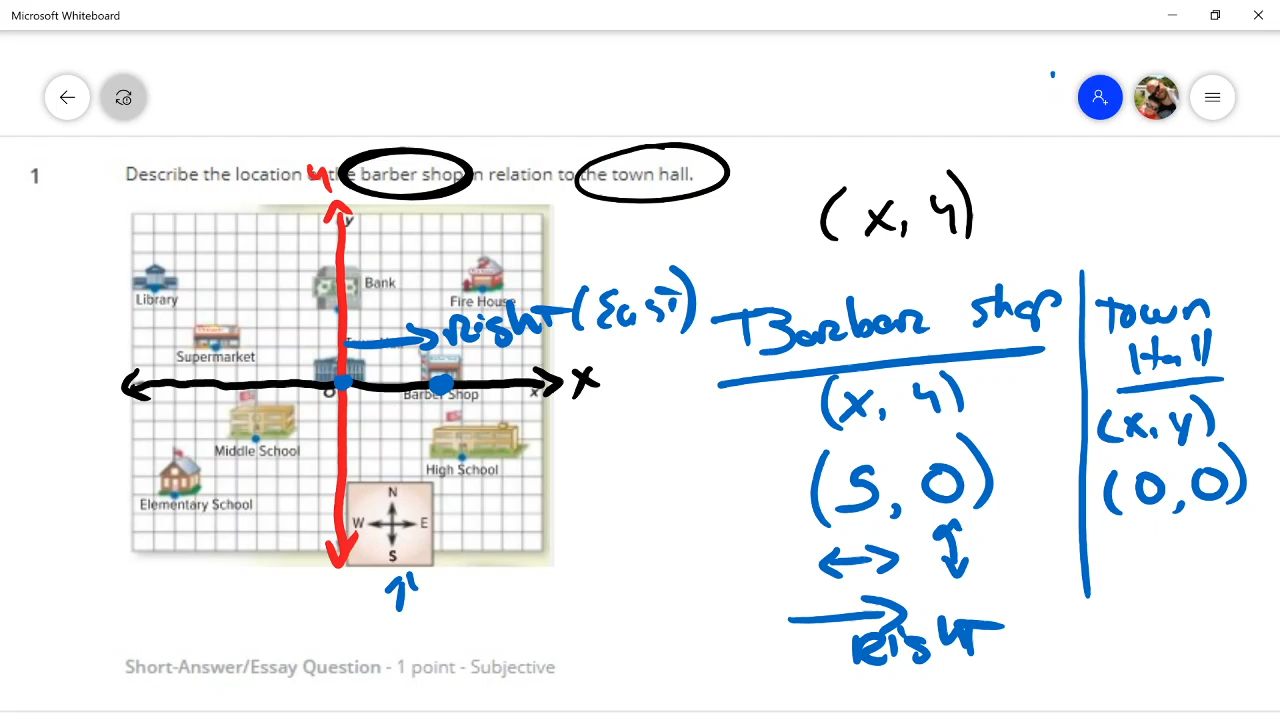 Microsoft Whiteboard
1
Describe the location the barber shop in relation to the town hall.
y
y
(x, y)
Library
Bank
Fire House
Right (East)
Barbar shop
Town
Hall
Supermarket
O
Barber Shop
x
x
(x, y)
(x, y)
Middle School
High School
(5, 0)
(0, 0)
Elementary School
N
W
E
S
Right
Short-Answer/Essay Question - 1 point - Subjective